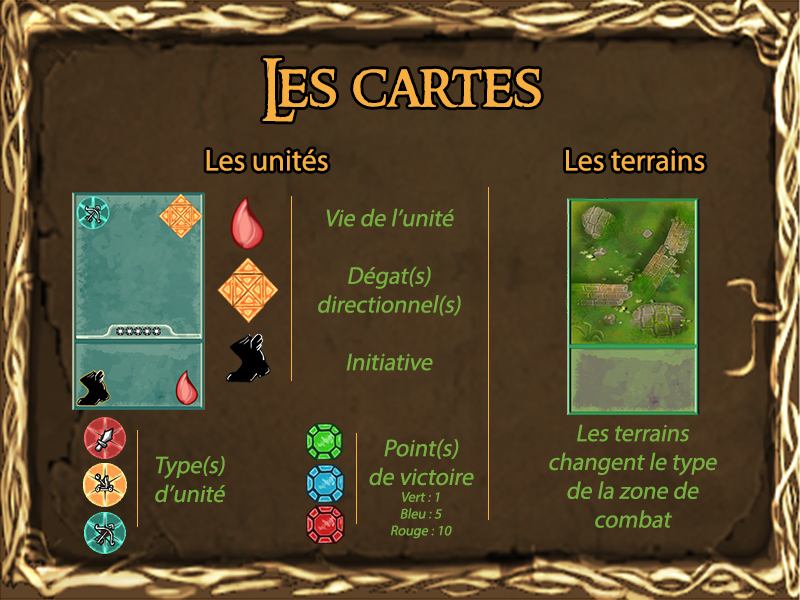 Les cartes
Les unités
Vie de l'unité
Dégat(s)
directionnel(s)
Initiative
Type(s)
d'unité
Point(s)
de victoire
Vert : 1
Bleu : 5
Rouge : 10
Les terrains
Les terrains
changent le type
de la zone de
combat